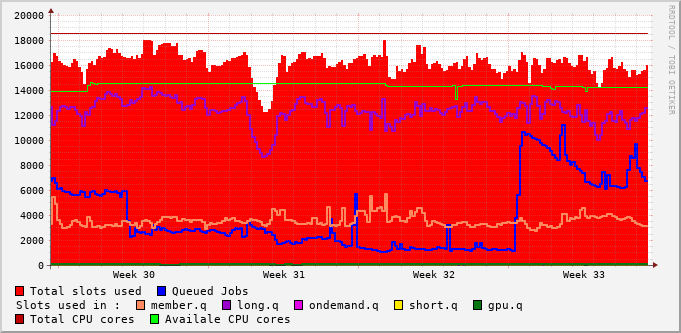 RRDTOOL / TOBI OETIKER
20000
18000
16000
14000
12000
10000
8000
6000
4000
2000
0
Week 30 Week 31 Week 32 Week 33
Total slots used Queued Jobs
Slots used in : member.q long.q ondemand.q short.q gpu.q
Total CPU cores Availale CPU cores